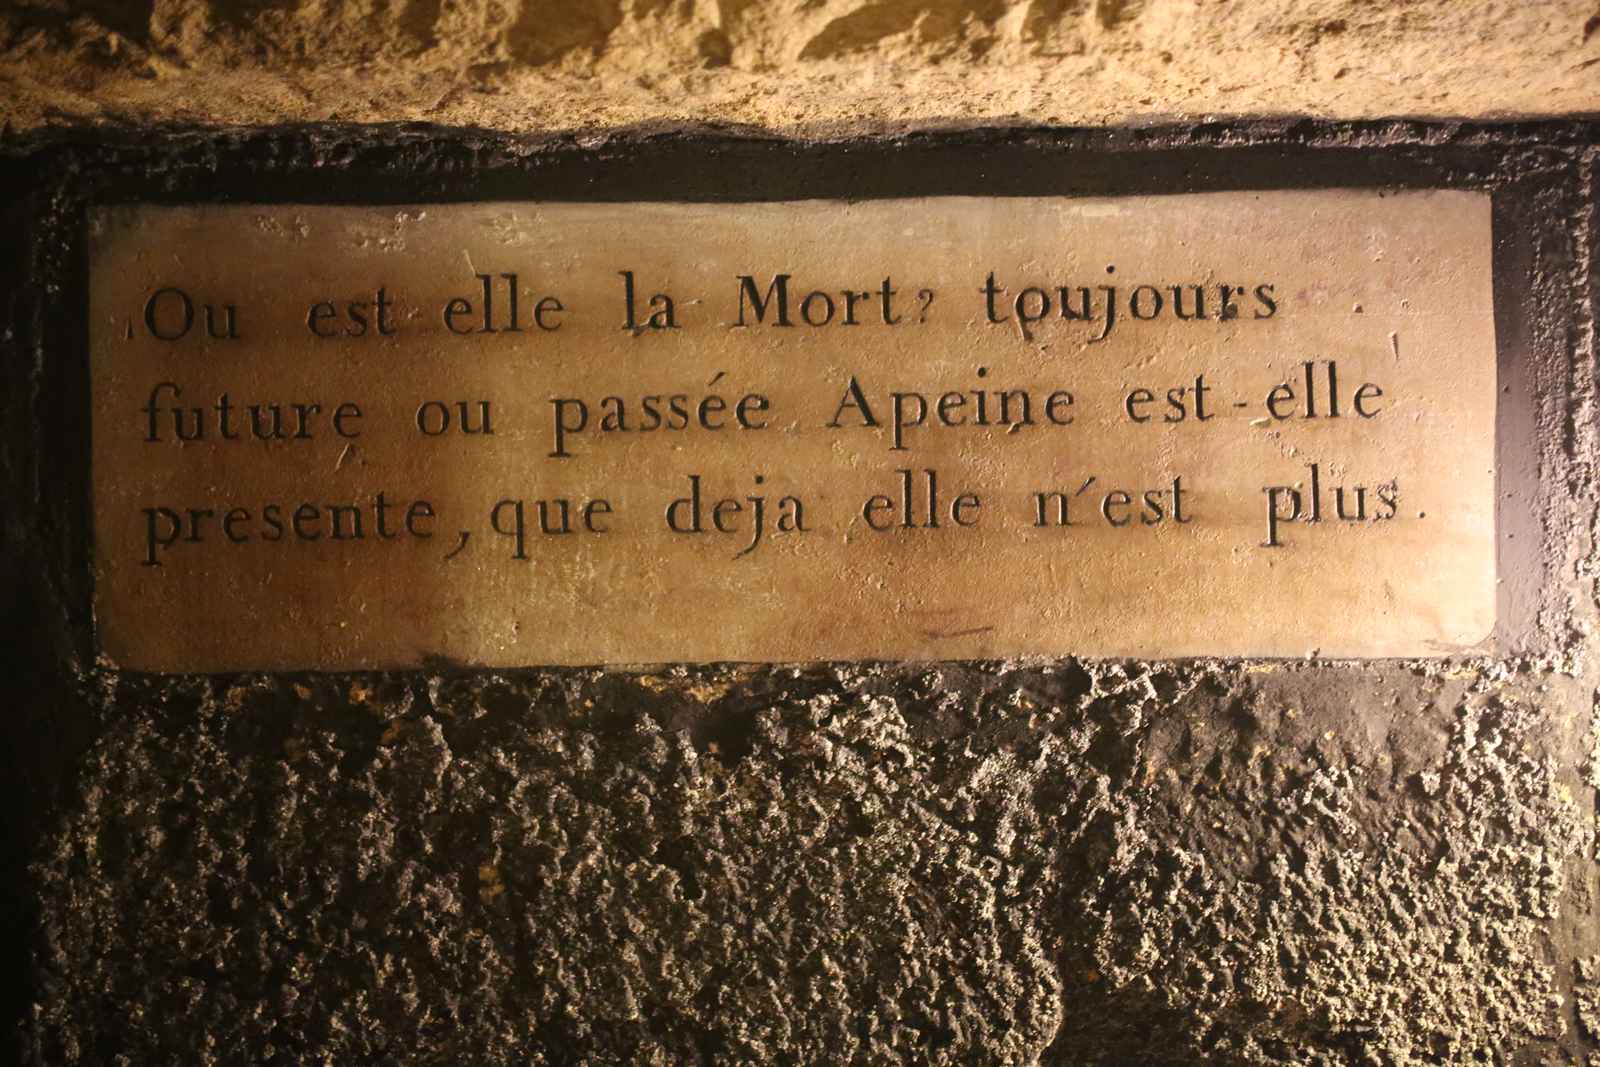 Ou est elle la Mort? toujours
future ou passée Apeine est-elle
presente, que deja elle n'est plus.